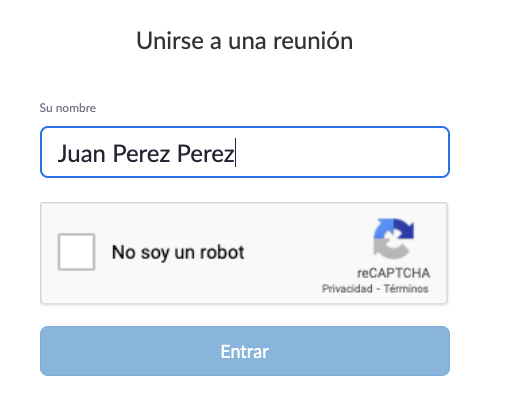 Unirse a una reunión
Su nombre
Juan Perez Perez
No soy un robot
reCAPTCHA
Privacidad - Términos
Entrar